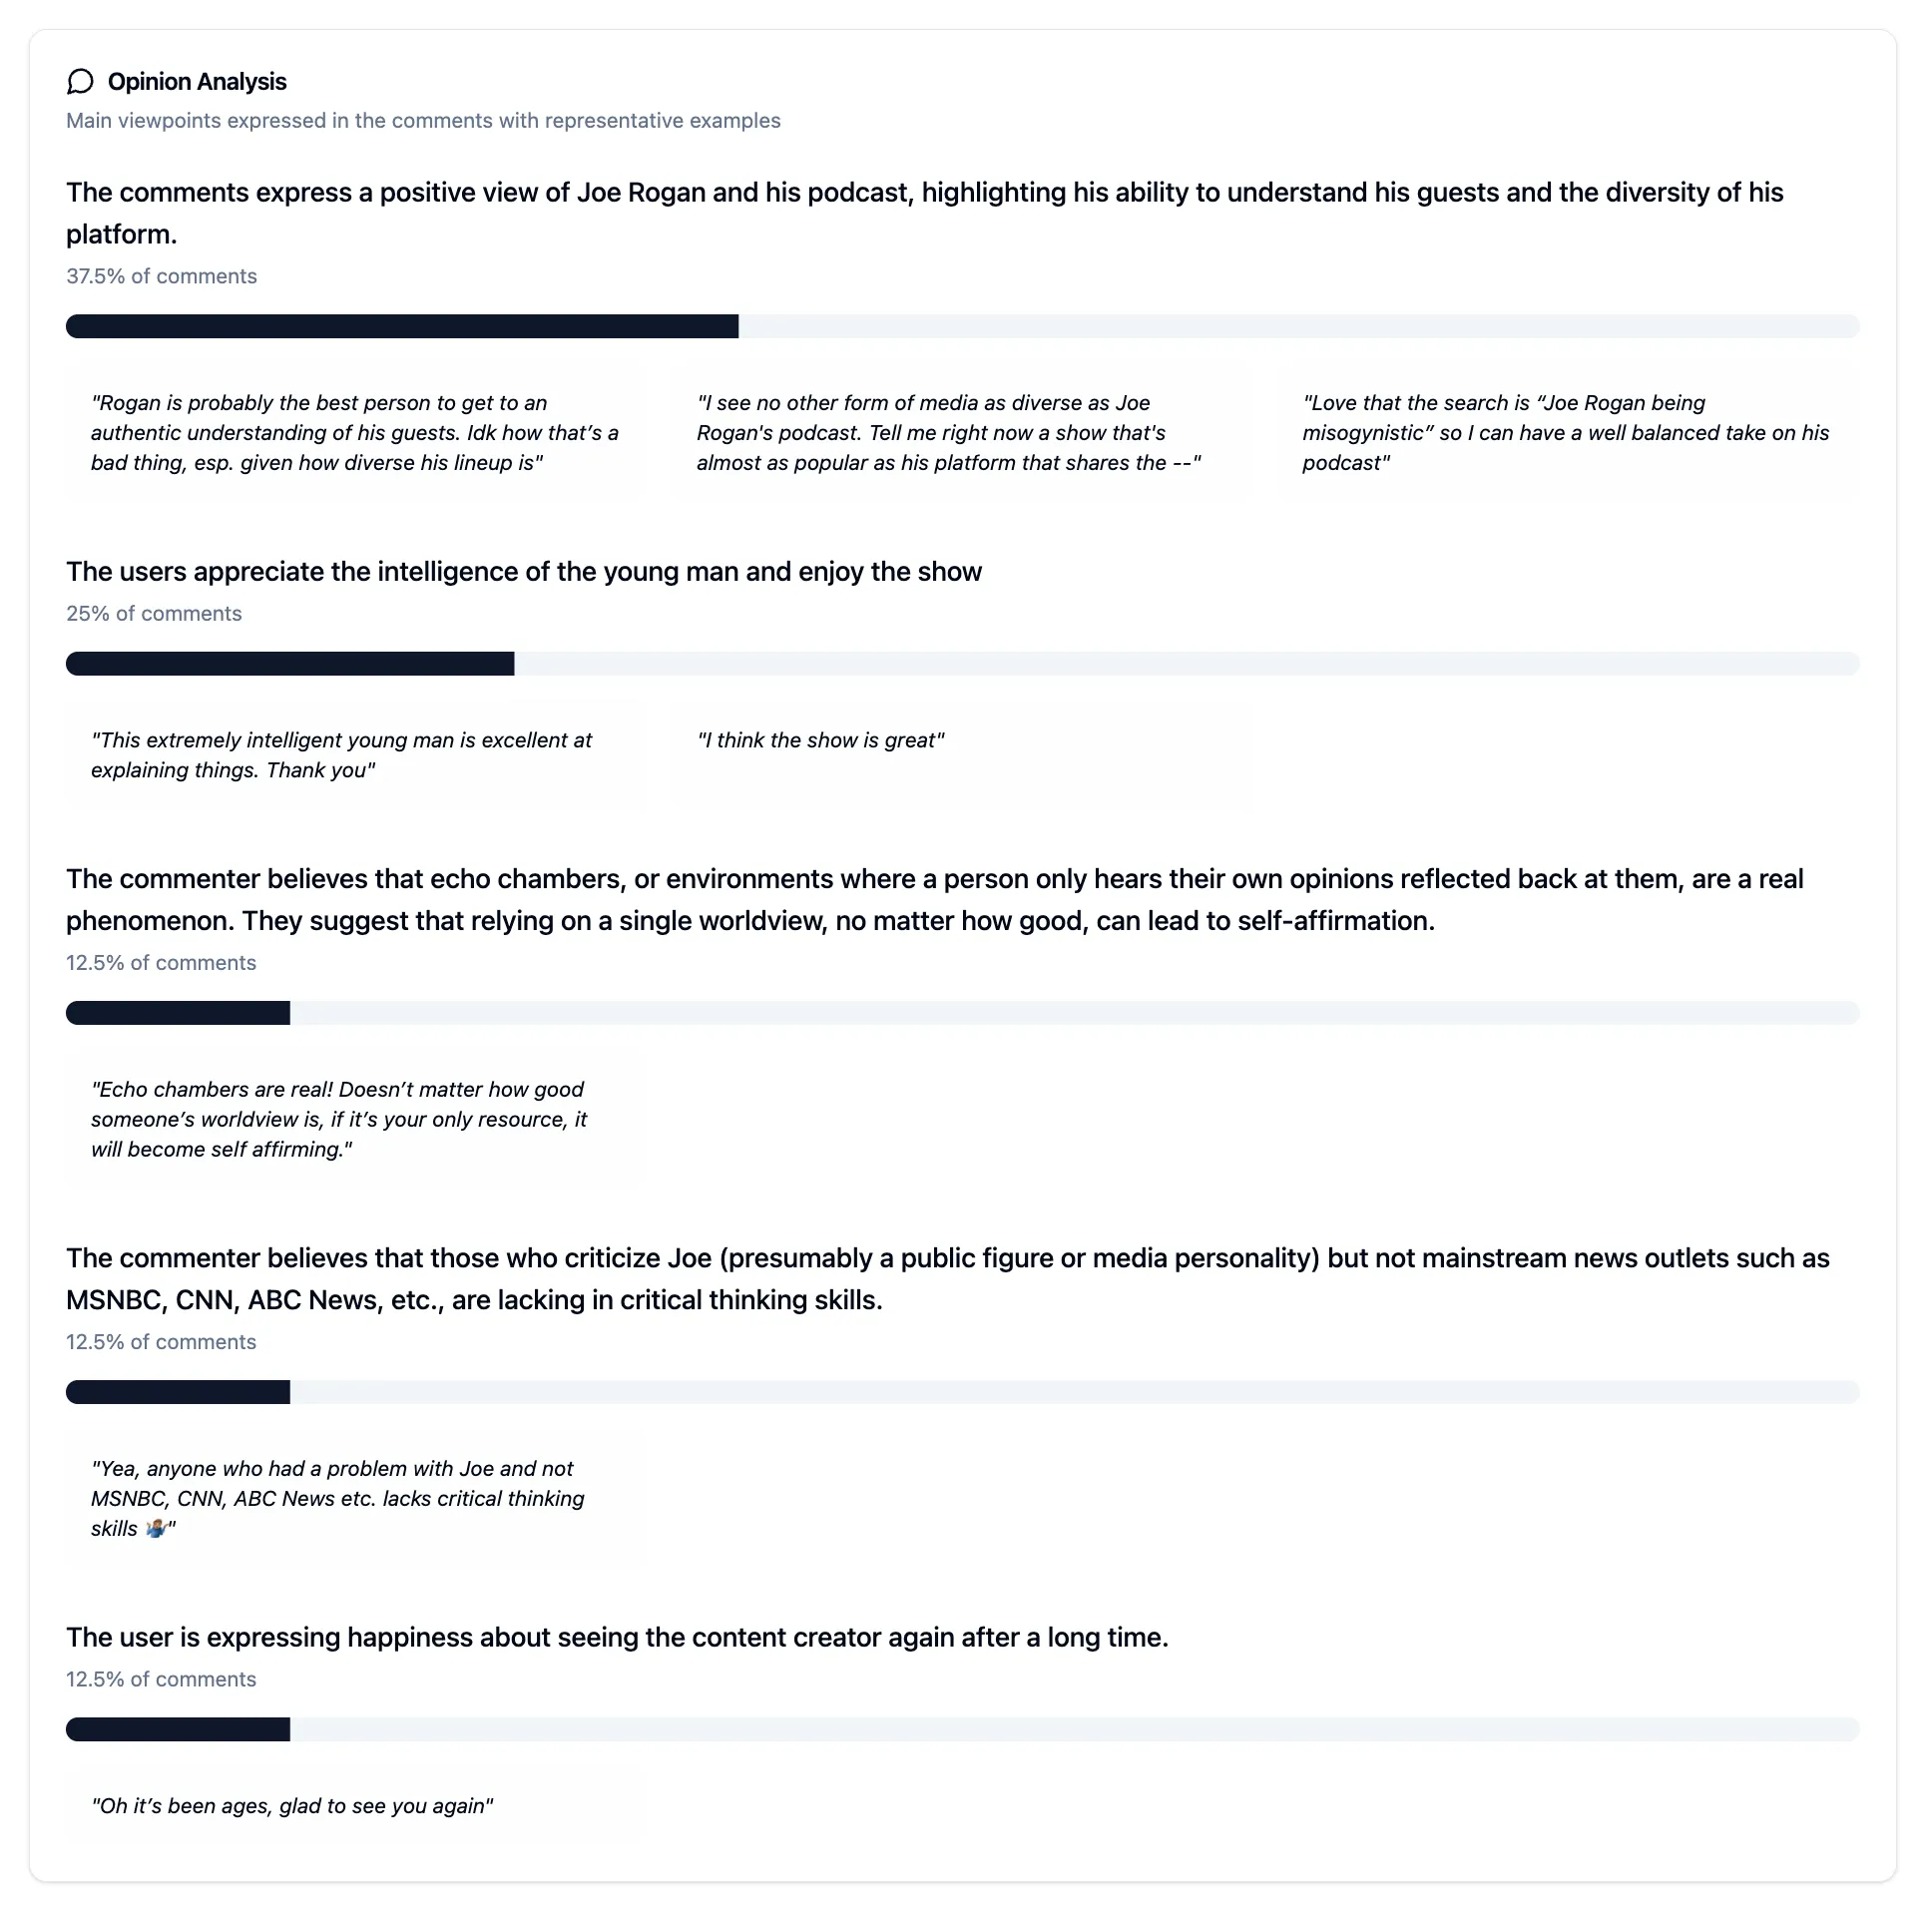 Opinion Analysis
Main viewpoints expressed in the comments with representative examples
The comments express a positive view of Joe Rogan and his podcast, highlighting his ability to understand his guests and the diversity of his
platform.
37.5% of comments
"Rogan is probably the best person to get to an
authentic understanding of his guests. Idk how that’s a
bad thing, esp. given how diverse his lineup is"
"I see no other form of media as diverse as Joe
Rogan's podcast. Tell me right now a show that's
almost as popular as his platform that shares the --"
"Love that the search is “Joe Rogan being
misogynistic” so I can have a well balanced take on his
podcast"
The users appreciate the intelligence of the young man and enjoy the show
25% of comments
"This extremely intelligent young man is excellent at
explaining things. Thank you"
"I think the show is great"
The commenter believes that echo chambers, or environments where a person only hears their own opinions reflected back at them, are a real
phenomenon. They suggest that relying on a single worldview, no matter how good, can lead to self-affirmation.
12.5% of comments
"Echo chambers are real! Doesn’t matter how good
someone’s worldview is, if it’s your only resource, it
will become self affirming."
The commenter believes that those who criticize Joe (presumably a public figure or media personality) but not mainstream news outlets such as
MSNBC, CNN, ABC News, etc., are lacking in critical thinking skills.
12.5% of comments
"Yea, anyone who had a problem with Joe and not
MSNBC, CNN, ABC News etc. lacks critical thinking
skills 🤷🏽‍♂️"
The user is expressing happiness about seeing the content creator again after a long time.
12.5% of comments
"Oh it’s been ages, glad to see you again"